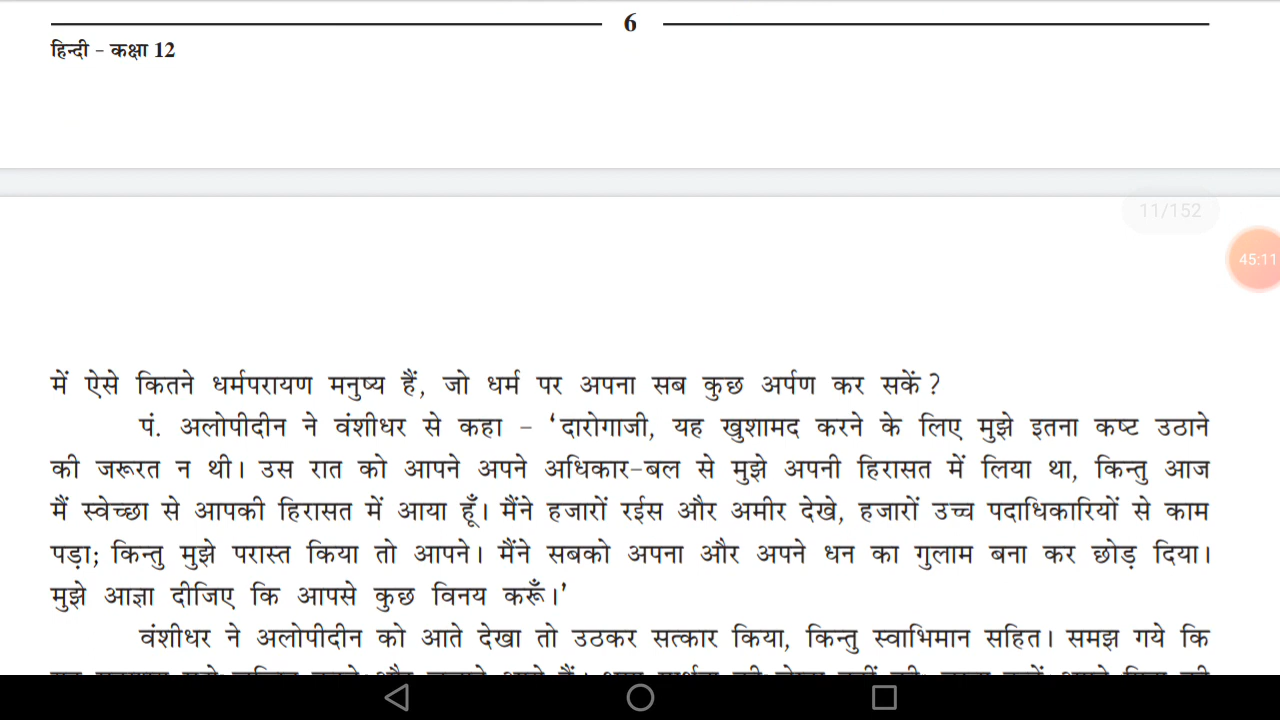 6
हिन्दी – कक्षा 12
11/152
45:11
में ऐसे कितने धर्मपरायण मनुष्य हैं, जो धर्म पर अपना सब कुछ अर्पण कर सकें?
पं. अलोपीदीन ने वंशीधर से कहा – ‘दारोगाजी, यह खुशामद करने के लिए मुझे इतना कष्ट उठाने
की जरूरत न थी। उस रात को आपने अपने अधिकार-बल से मुझे अपनी हिरासत में लिया था, किन्तु आज
मैं स्वेच्छा से आपकी हिरासत में आया हूँ। मैंने हजारों रईस और अमीर देखे, हजारों उच्च पदाधिकारियों से काम
पड़ा; किन्तु मुझे परास्त किया तो आपने। मैंने सबको अपना और अपने धन का गुलाम बना कर छोड़ दिया।
मुझे आज्ञा दीजिए कि आपसे कुछ विनय करूँ।’
वंशीधर ने अलोपीदीन को आते देखा तो उठकर सत्कार किया, किन्तु स्वाभिमान सहित। समझ गये कि